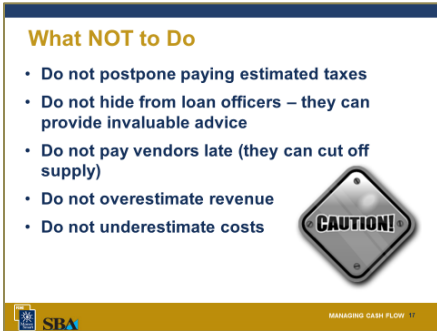 What NOT to Do
• Do not postpone paying estimated taxes
• Do not hide from loan officers – they can
provide invaluable advice
• Do not pay vendors late (they can cut off
supply)
• Do not overestimate revenue
• Do not underestimate costs
CAUTION!
SBA
MANAGING CASH FLOW 17